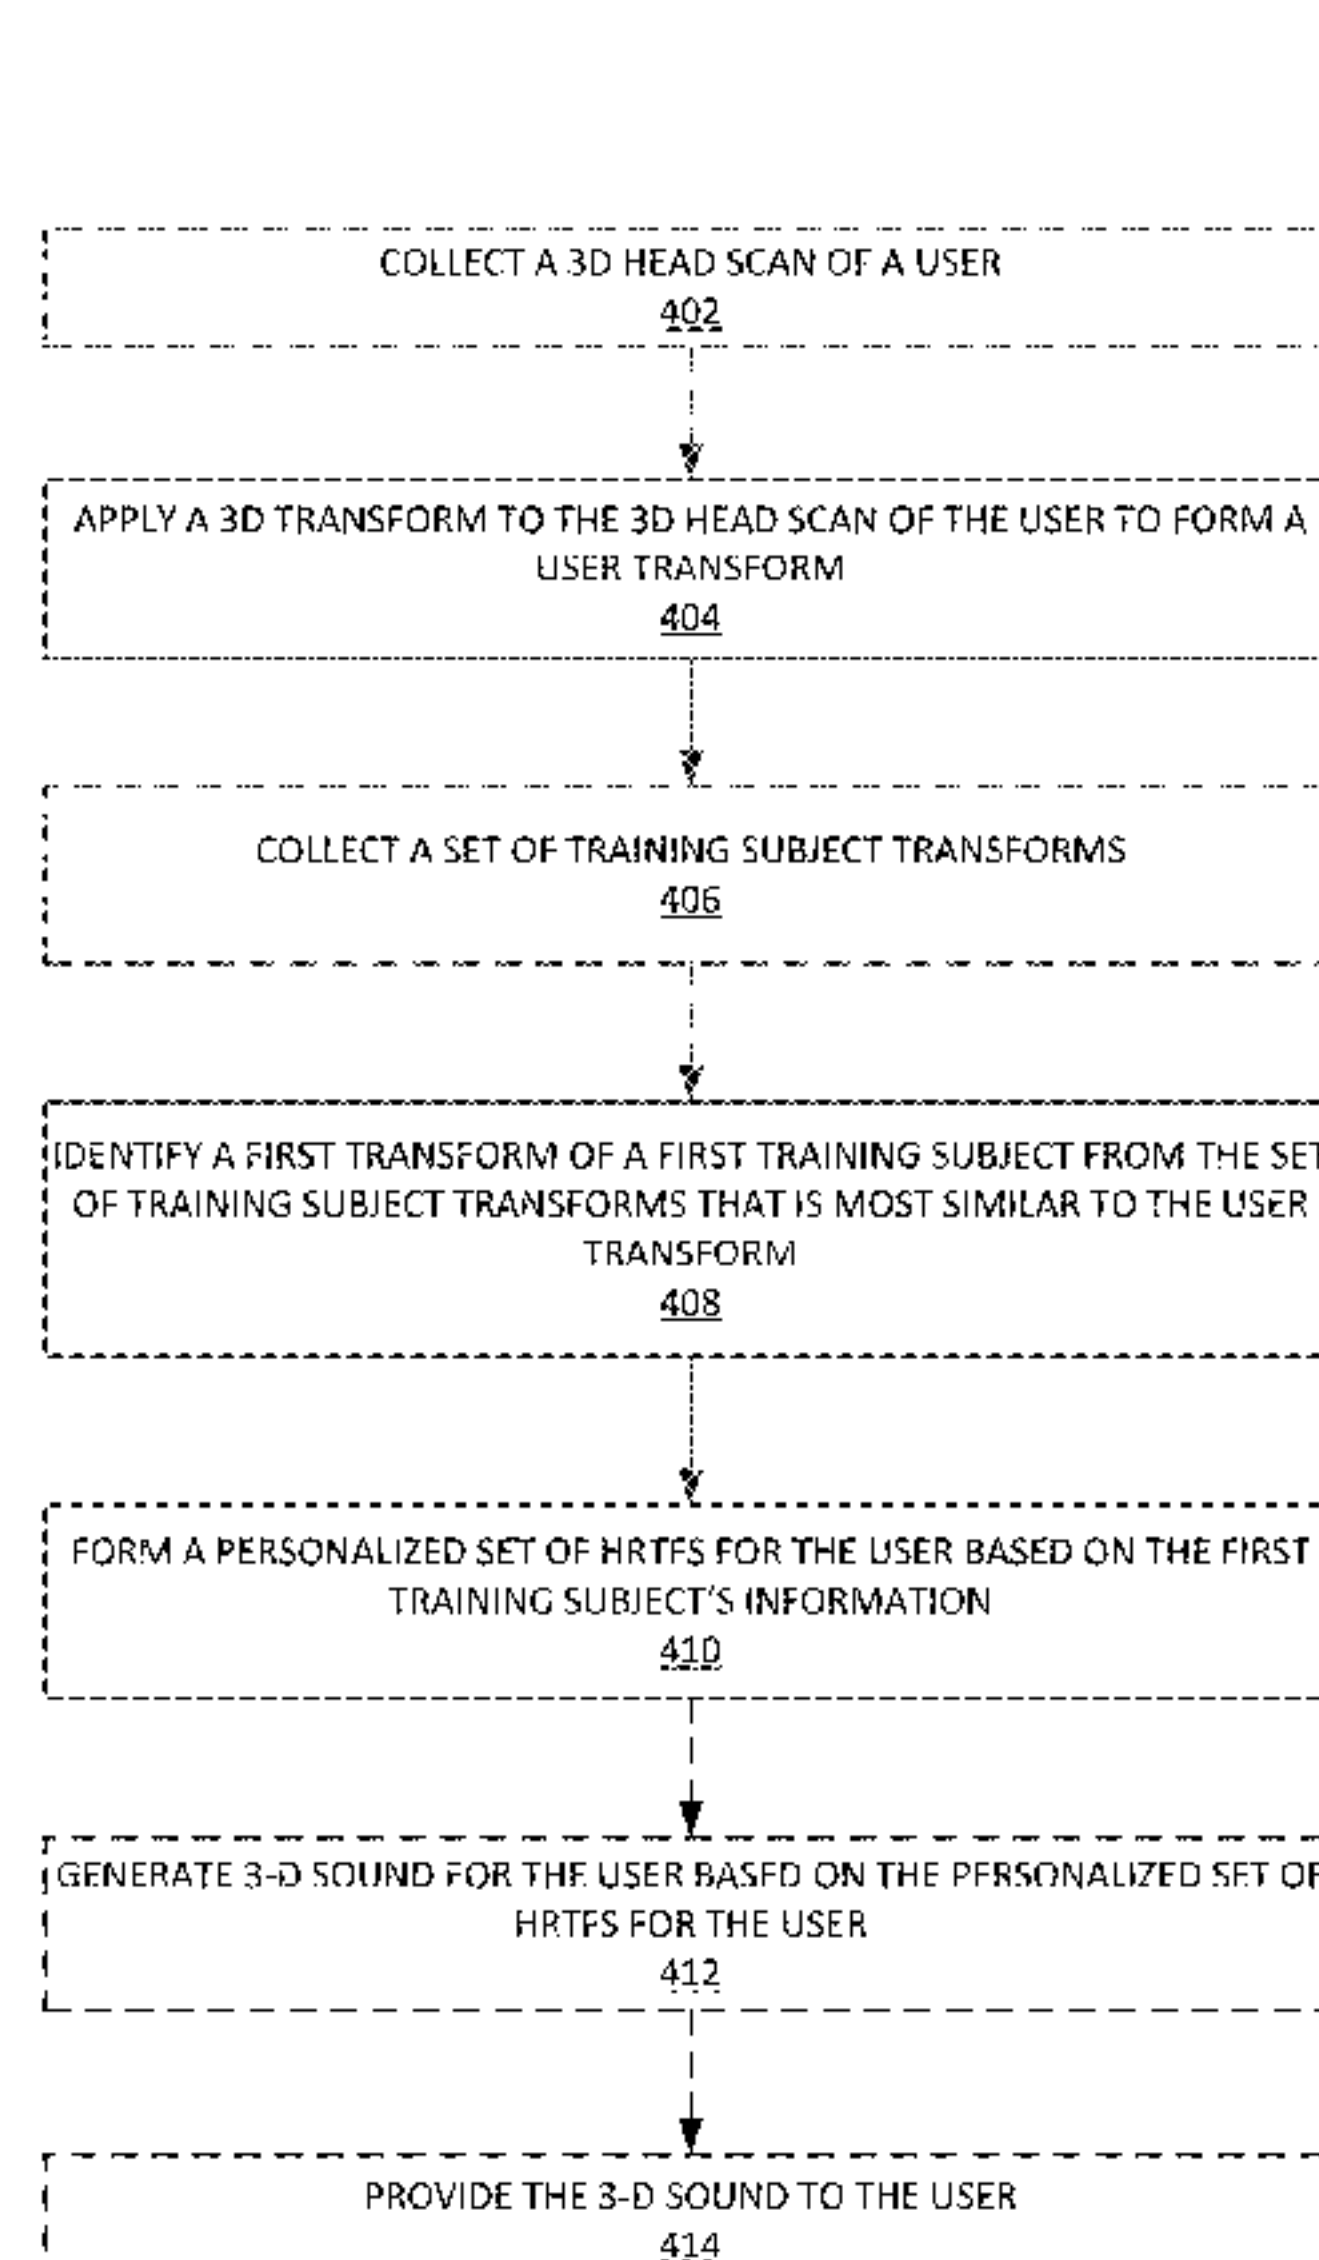 COLLECT A 3D HEAD SCAN OF A USER
402
APPLY A 3D TRANSFORM TO THE 3D HEAD SCAN OF THE USER TO FORM A
USER TRANSFORM
404
COLLECT A SET OF TRAINING SUBJECT TRANSFORMS
406
IDENTIFY A FIRST TRANSFORM OF A FIRST TRAINING SUBJECT FROM THE SET
OF TRAINING SUBJECT TRANSFORMS THAT IS MOST SIMILAR TO THE USER
TRANSFORM
408
FORM A PERSONALIZED SET OF HRTFS FOR THE USER BASED ON THE FIRST
TRAINING SUBJECT'S INFORMATION
410
GENERATE 3-D SOUND FOR THE USER BASED ON THE PERSONALIZED SET OF
HRTFS FOR THE USER
412
PROVIDE THE 3-D SOUND TO THE USER
414